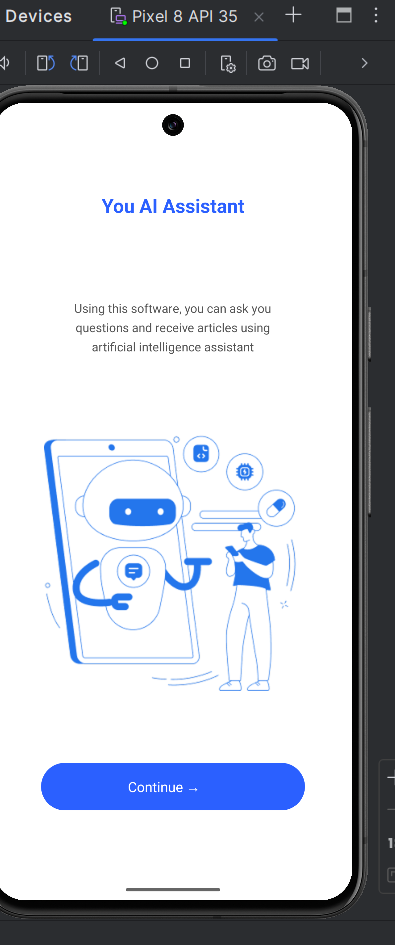 Devices
Pixel 8 API 35
You AI Assistant
Using this software, you can ask you
questions and receive articles using
artificial intelligence assistant
Continue →